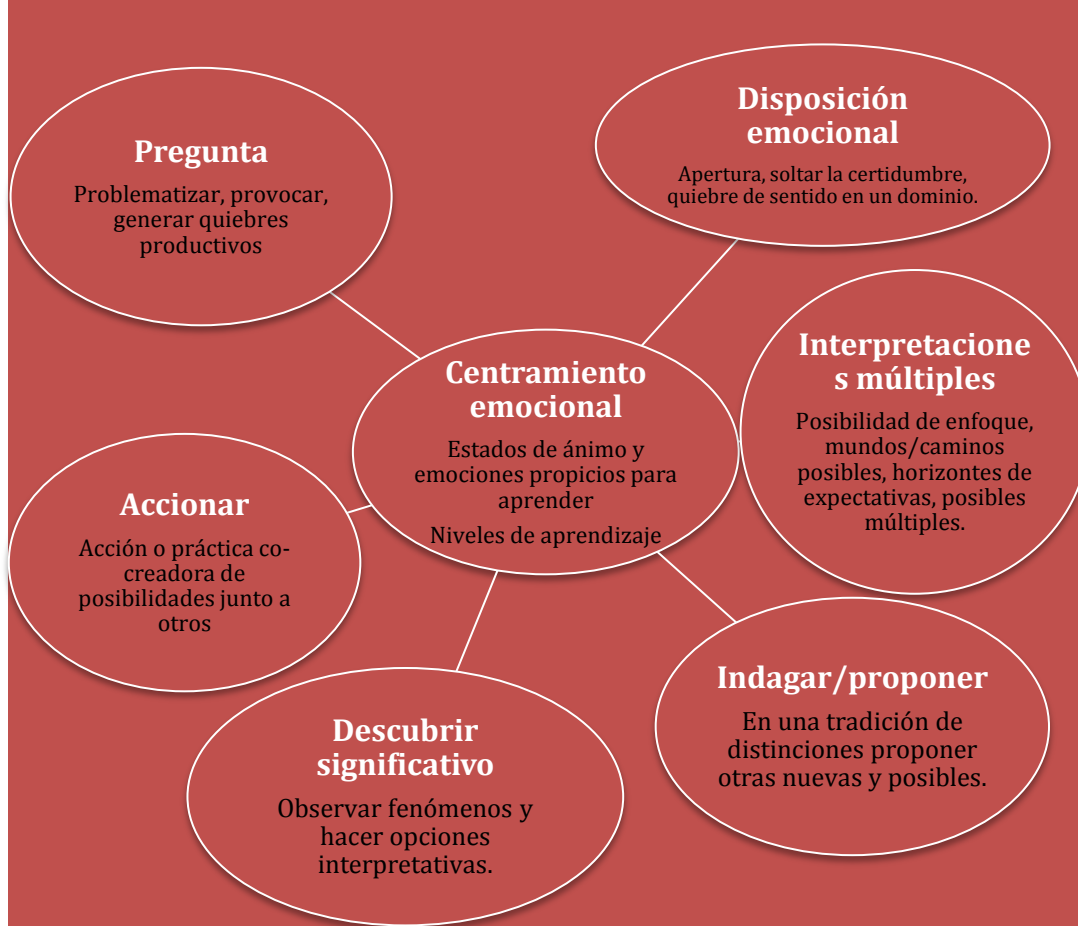 Pregunta
Problematizar, provocar,
generar quiebres
productivos
Disposición
emocional
Apertura, soltar la certidumbre,
quiebre de sentido en un dominio.
Interpretacione
s múltiples
Posibilidad de enfoque,
mundos/caminos
posibles, horizontes de
expectativas, posibles
múltiples.
Centramiento
emocional
Estados de ánimo y
emociones propicios para
aprender
Niveles de aprendizaje
Accionar
Acción o práctica co-
creadora de
posibilidades junto a
otros
Indagar/proponer
En una tradición de
distinciones proponer
otras nuevas y posibles.
Descubrir
significativo
Observar fenómenos y
hacer opciones
interpretativas.